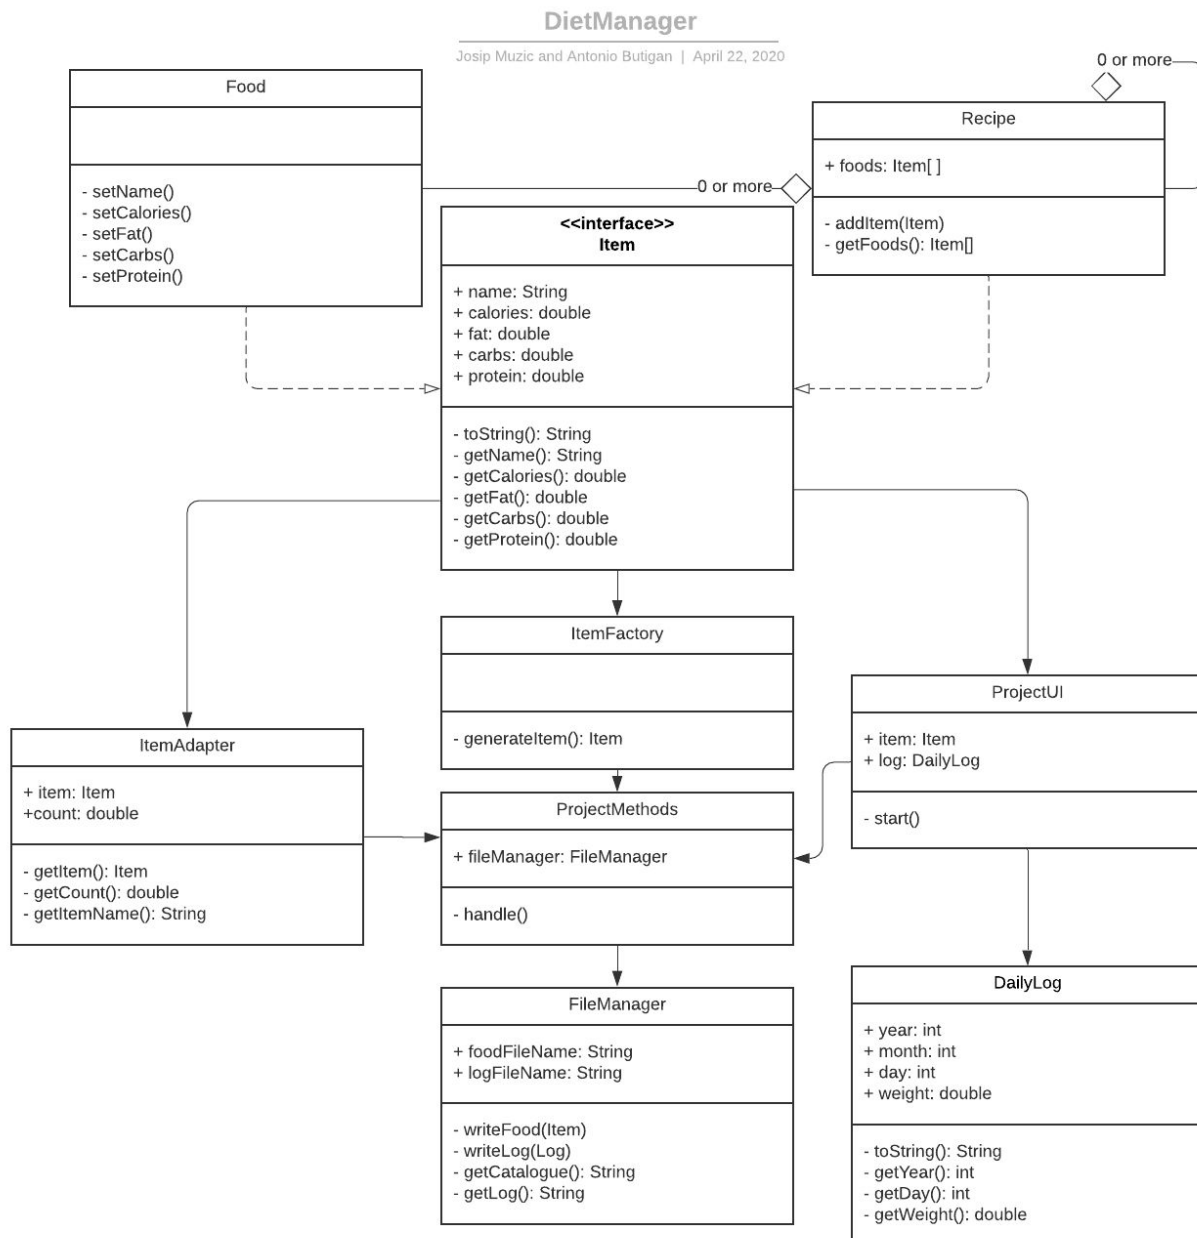 DietManager
Josip Muzic and Antonio Butigan | April 22, 2020
Food
- setName()
- setCalories()
- setFat()
- setCarbs()
- setProtein()
0 or more
0 or more
Recipe
+ foods: Item[ ]
- addItem(Item)
- getFoods(): Item[]
<<interface>>
Item
+ name: String
+ calories: double
+ fat: double
+ carbs: double
+ protein: double
- toString(): String
- getName(): String
- getCalories(): double
- getFat(): double
- getCarbs(): double
- getProtein(): double
ItemFactory
- generateItem(): Item
ProjectUI
+ item: Item
+ log: DailyLog
- start()
ItemAdapter
+ item: Item
+count: double
- getItem(): Item
- getCount(): double
- getItemName(): String
ProjectMethods
+ fileManager: FileManager
- handle()
FileManager
+ foodFileName: String
+ logFileName: String
- writeFood(Item)
- writeLog(Log)
- getCatalogue(): String
- getLog(): String
DailyLog
+ year: int
+ month: int
+ day: int
+ weight: double
- toString(): String
- getYear(): int
- getDay(): int
- getWeight(): double